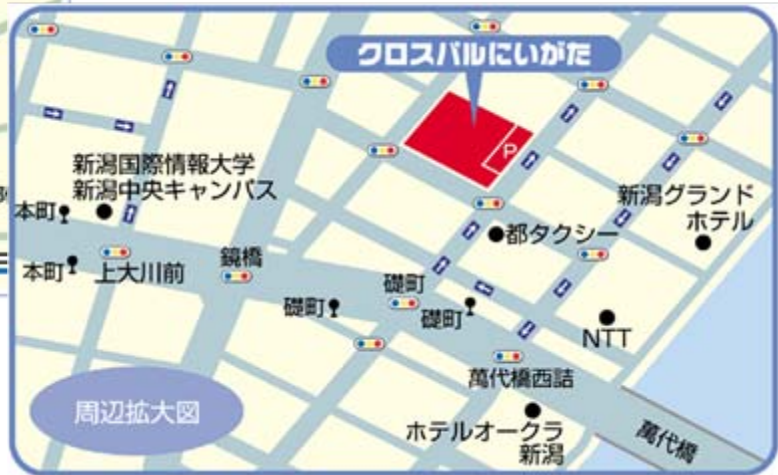 クロスパルにいがた
P
新潟国際情報大学
新潟中央キャンパス
本町
新潟グランド
ホテル
都タクシー
本町
上大川前
鏡橋
礎町
礎町
礎町
NTT
萬代橋西詰
周辺拡大図
ホテルオークラ
新潟
萬代橋